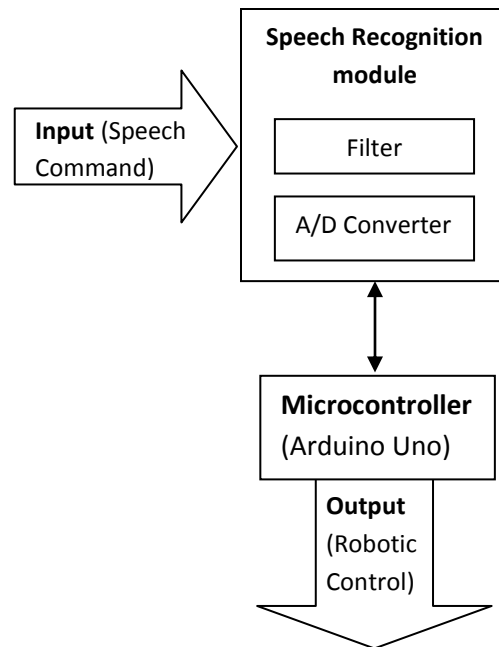 Speech Recognition
module
Input (Speech
Command)
Filter
A/D Converter
Microcontroller
(Arduino Uno)
Output
(Robotic
Control)